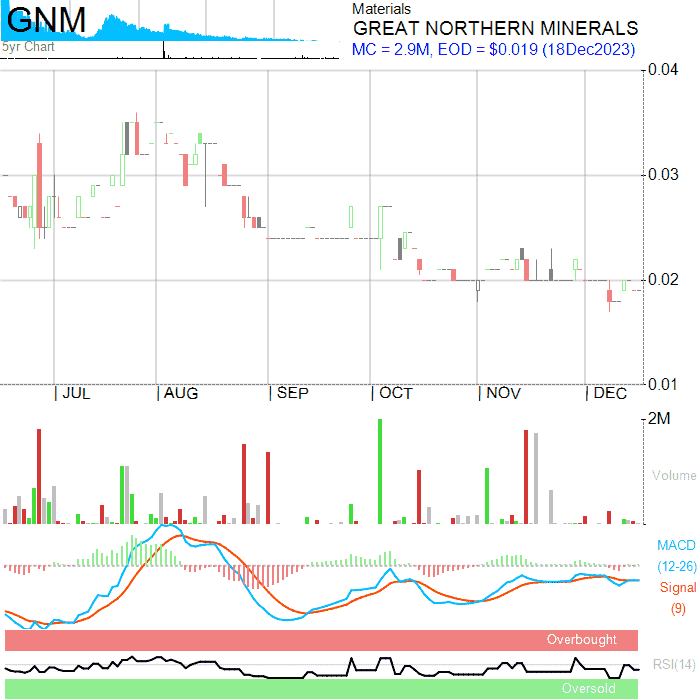 GNM
5yr Chart
Materials
GREAT NORTHERN MINERALS
MC = 2.9M, EOD = $0.019 (18Dec2023)
0.04
0.03
0.02
0.01
JUL
AUG
SEP
OCT
NOV
DEC
2M
Volume
MACD
(12-26)
Signal
(9)
Overbought
RSI(14)
Oversold